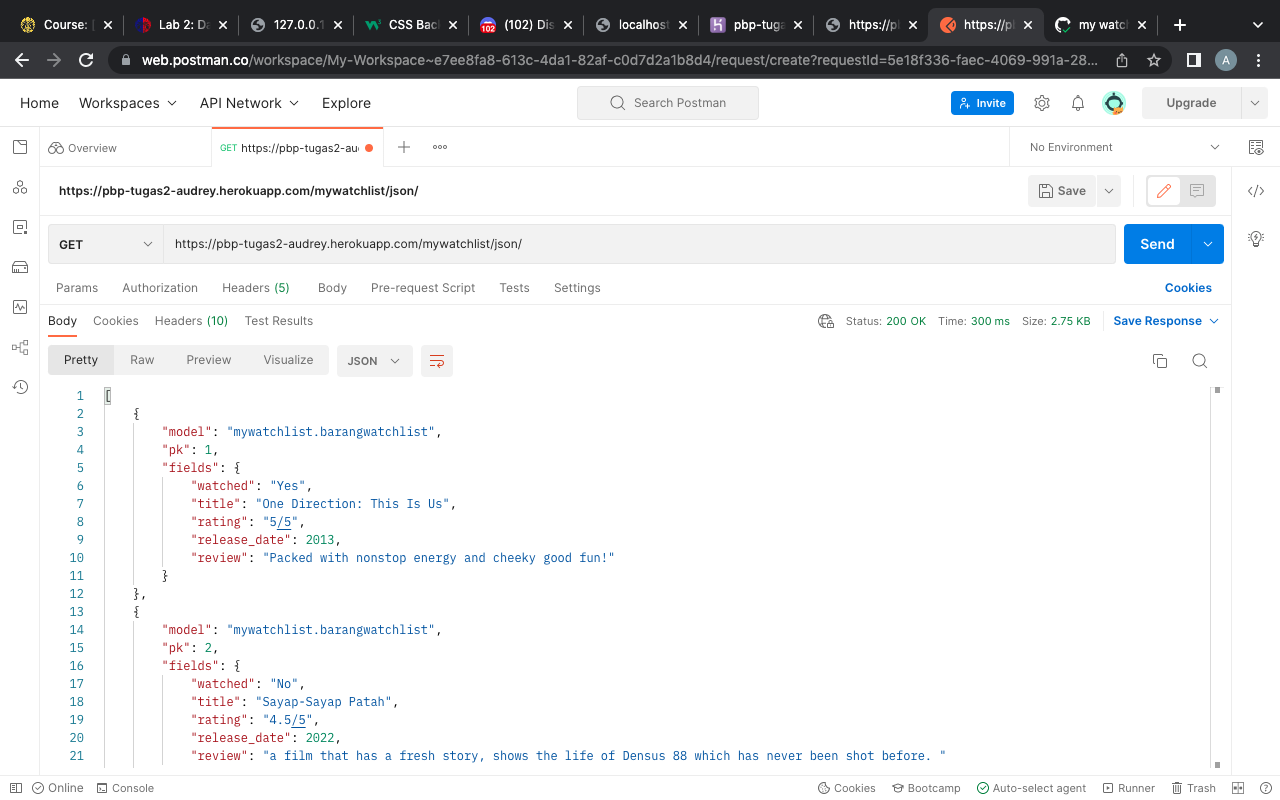 Course: [
Lab 2: Da
127.0.0.1
CSS Bac
(102) Dis
localhost
pbp-tuga
https://pl
https://pl
my watch
web.postman.co/workspace/My-Workspace~e7ee8fa8-613c-4da1-82af-c0d7d2a1b8d4/request/create?requestId=5e18f336-faec-4069-991a-28...
A
Home
Workspaces
API Network
Explore
Search Postman
Invite
Upgrade
Overview
GET https://pbp-tugas2-au
No Environment
https://pbp-tugas2-audrey.herokuapp.com/mywatchlist/json/
Save
GET
https://pbp-tugas2-audrey.herokuapp.com/mywatchlist/json/
Send
Params
Authorization
Headers (5)
Body
Pre-request Script
Tests
Settings
Cookies
Body
Cookies
Headers (10)
Test Results
Status: 200 OK
Time: 300 ms
Size: 2.75 KB
Save Response
Pretty
Raw
Preview
Visualize
JSON
1 [
2 {
3 "model": "mywatchlist.barangwatchlist",
4 "pk": 1,
5 "fields": {
6 "watched": "Yes",
7 "title": "One Direction: This Is Us",
8 "rating": "5/5",
9 "release_date": 2013,
10 "review": "Packed with nonstop energy and cheeky good fun!"
11 }
12 },
13 {
14 "model": "mywatchlist.barangwatchlist",
15 "pk": 2,
16 "fields": {
17 "watched": "No",
18 "title": "Sayap-Sayap Patah",
19 "rating": "4.5/5",
20 "release_date": 2022,
21 "review": "a film that has a fresh story, shows the life of Densus 88 which has never been shot before. "
Online
Console
Cookies
Bootcamp
Auto-select agent
Runner
Trash